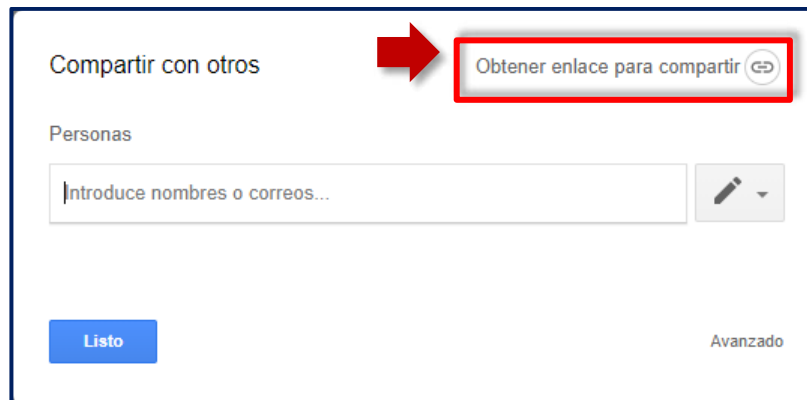 Compartir con otros
Obtener enlace para compartir
Personas
Introduce nombres o correos...
Listo
Avanzado